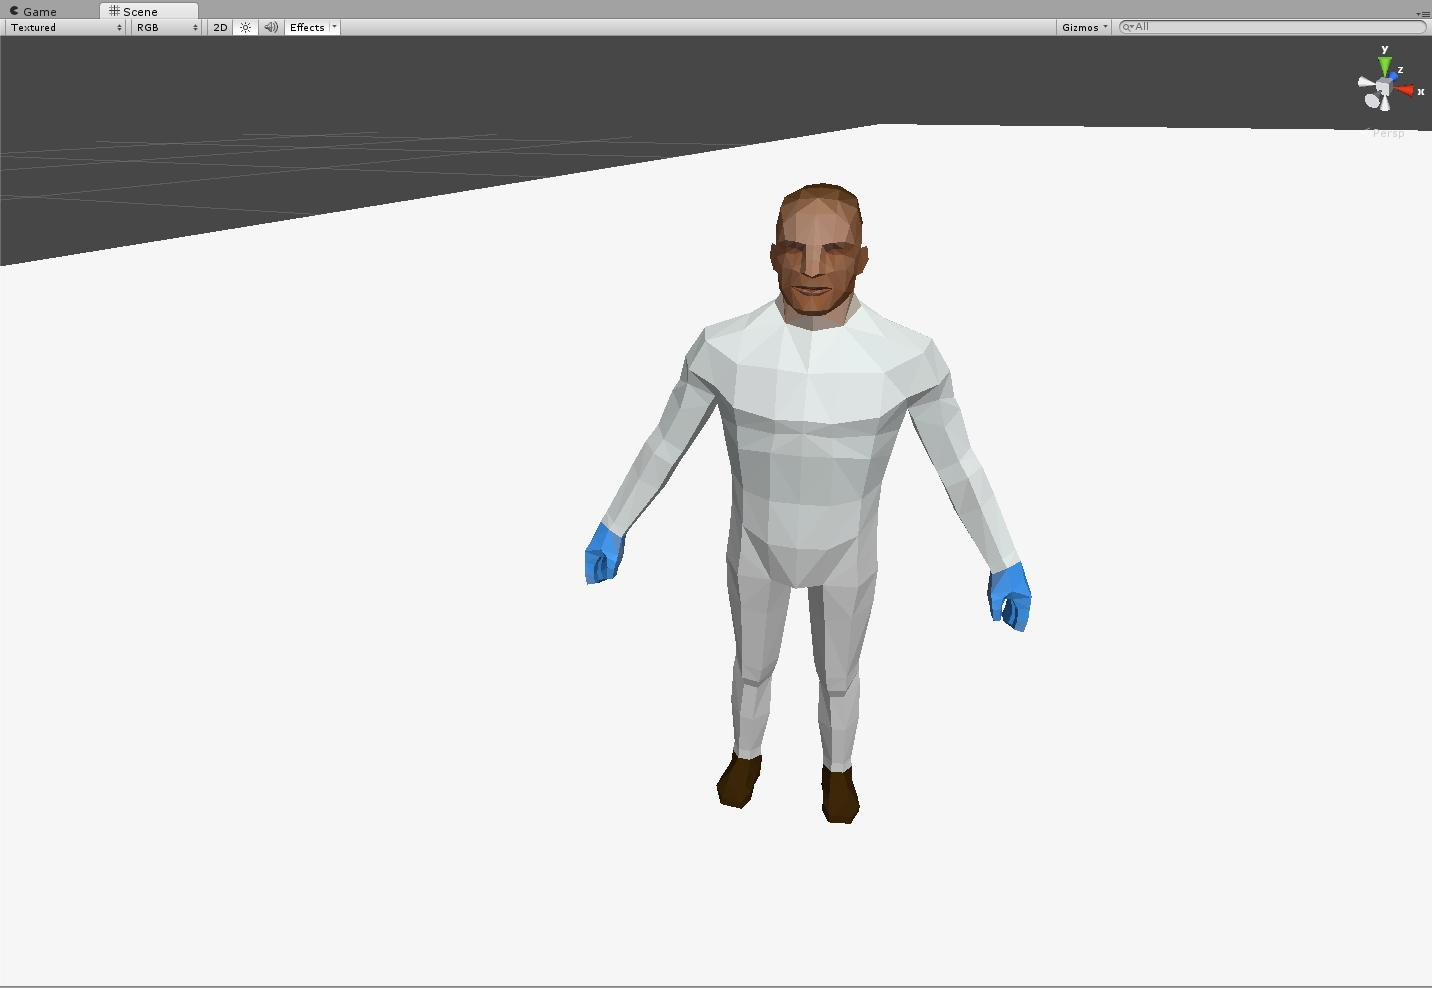 Game
Scene
Textured
RGB
2D
Effects
Gizmos
All
y
z
x
Persp